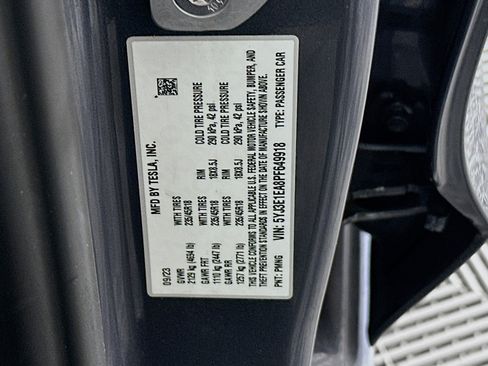 MFD BY TESLA, INC.
09/23
GVWR WITH TIRES RIM COLD TIRE PRESSURE
2129 kg (4694 lb) 235/45R18 18X8.5J 290 kPa, 42 psi
GAWR FRT WITH TIRES RIM COLD TIRE PRESSURE
1110 kg (2447 lb) 235/45R18 18X8.5J 290 kPa, 42 psi
GAWR RR
1257 kg (2771 lb)
THIS VEHICLE CONFORMS TO ALL APPLICABLE U.S. FEDERAL MOTOR VEHICLE SAFETY, BUMPER, AND
THEFT PREVENTION STANDARDS IN EFFECT ON THE DATE OF MANUFACTURE SHOWN ABOVE.
VIN: 5YJ3E1EA8PF649918
PNT: PMNG TYPE: PASSENGER CAR